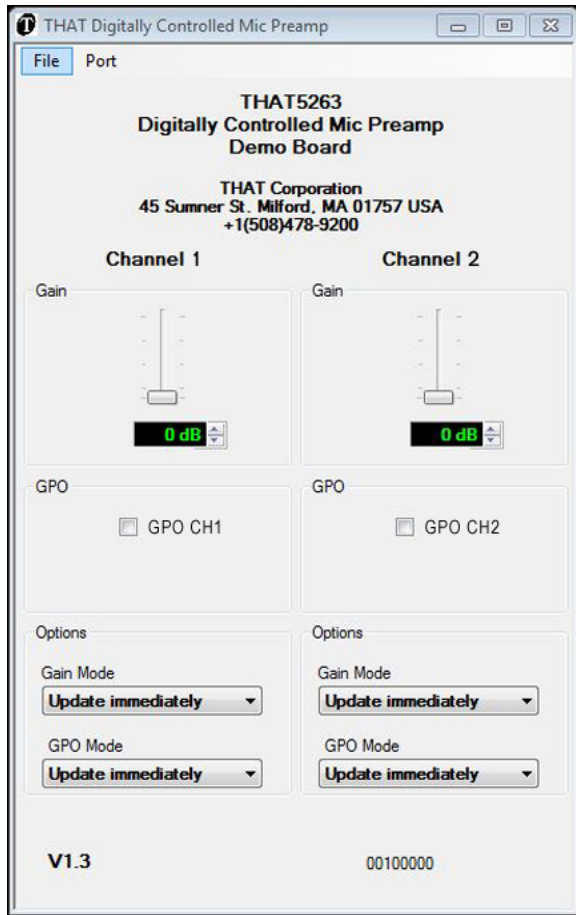 T THAT Digitally Controlled Mic Preamp
File Port
THAT5263
Digitally Controlled Mic Preamp
Demo Board
THAT Corporation
45 Sumner St. Milford, MA 01757 USA
+1(508)478-9200
Channel 1 Channel 2
Gain Gain
0 dB 0 dB
GPO GPO
GPO CH1 GPO CH2
Options Options
Gain Mode Gain Mode
Update immediately Update immediately
GPO Mode GPO Mode
Update immediately Update immediately
V1.3 00100000